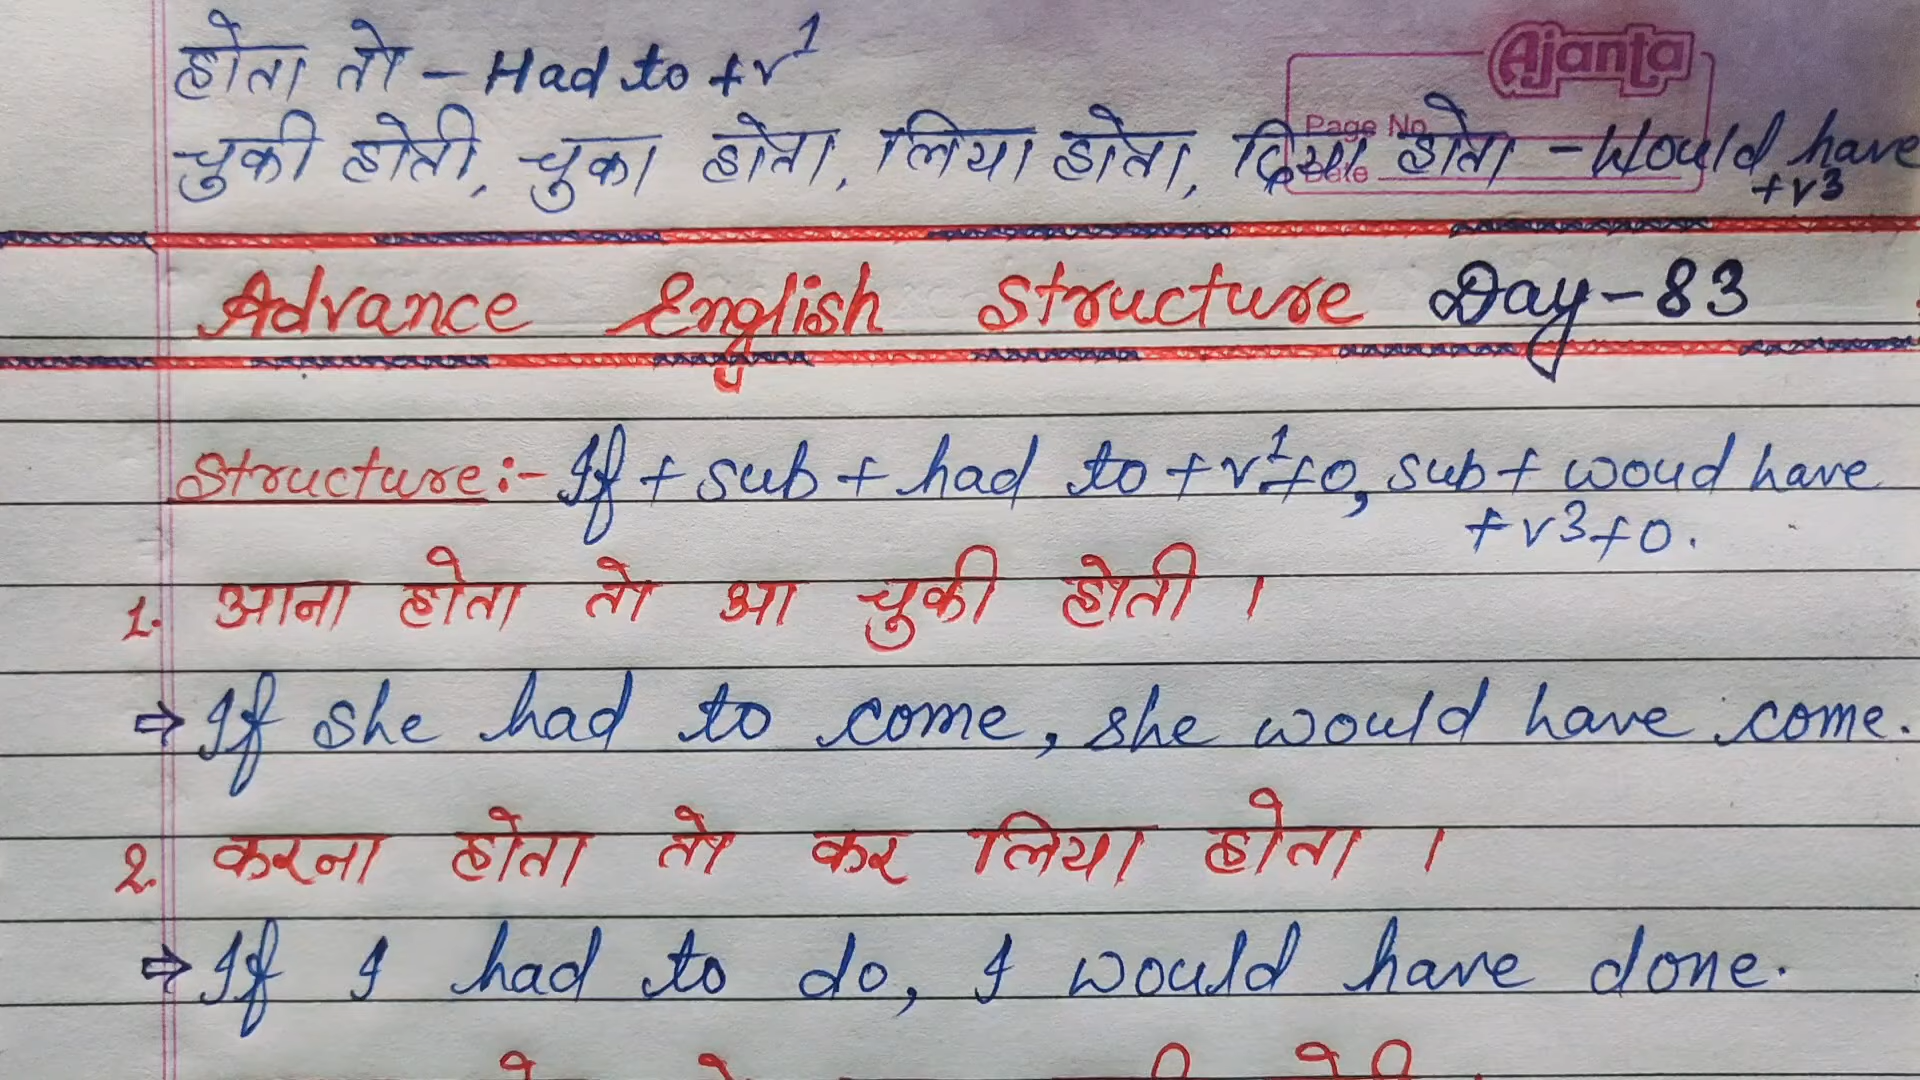 होता तो - Had to + v1
Ajanta
Page No
चुकी होती, चुका होता, लिया होता, दिया होता - Would have
Date
+ v3
Advance English Structure Day-83
Structure:- If + sub + had to + v1 + o, sub + woud have
+ v3 + o.
1. आना होता तो आ चुकी होती ।
⇨ If she had to come, she would have come.
2. करना होता तो कर लिया होता ।
⇨ If I had to do, I would have done.